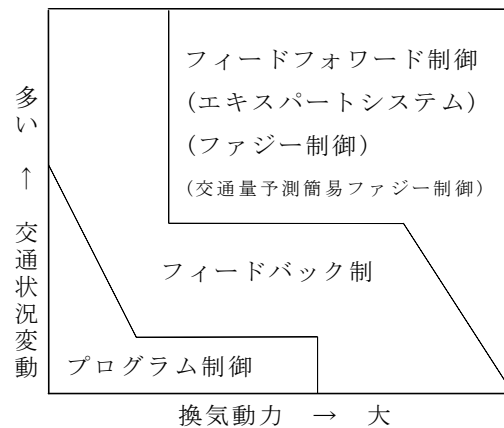 フィードフォワード制御
(エキスパートシステム)
(ファジー制御)
(交通量予測簡易ファジー制御)
フィードバック制
プログラム制御
多い ↑ 交通状況変動
換気動力 → 大